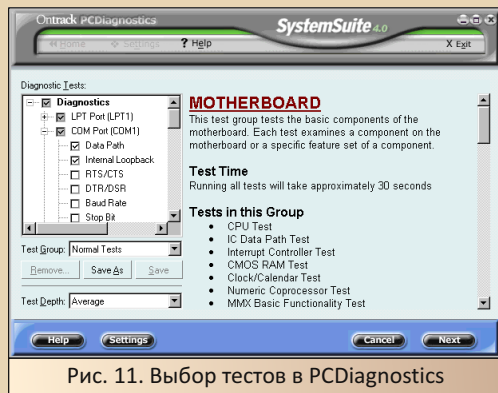 Ontrack PCDiagnostics
SystemSuite 4.0
Home
Settings
? Help
X Exit
Diagnostic Tests:
Diagnostics
LPT Port (LPT1)
COM Port (COM1)
Data Path
Internal Loopback
RTS/CTS
DTR/DSR
Baud Rate
Stop Bit
Test Group: Normal Tests
Remove... Save As Save
Test Depth: Average
MOTHERBOARD
This test group tests the basic components of the
motherboard. Each test examines a component on the
motherboard or a specific feature set of a component.
Test Time
Running all tests will take approximately 30 seconds
Tests in this Group
• CPU Test
• IC Data Path Test
• Interrupt Controller Test
• CMOS RAM Test
• Clock/Calendar Test
• Numeric Coprocessor Test
• MMX Basic Functionality Test
Help Settings Cancel Next
Рис. 11. Выбор тестов в PCDiagnostics